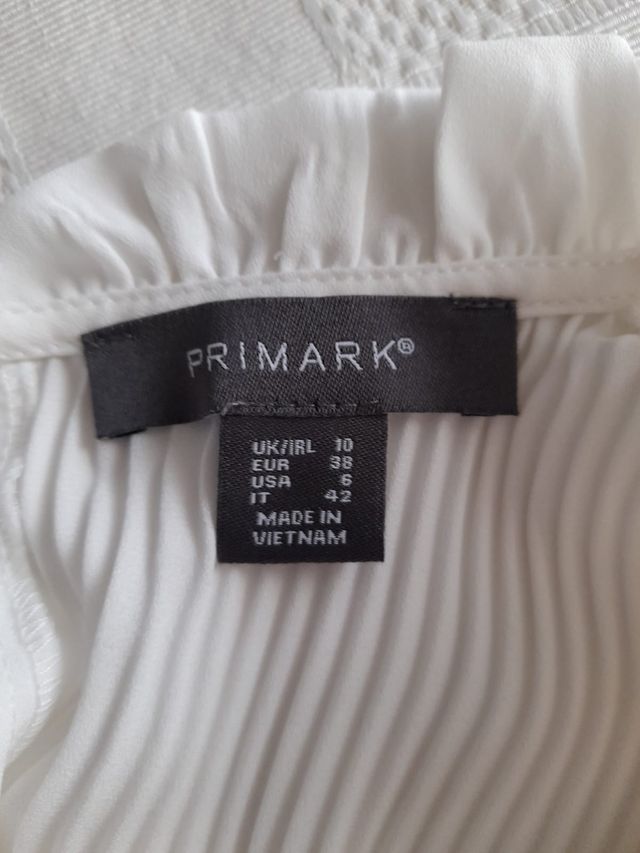 PRIMARK®
UK/IRL 10
EUR 38
USA 6
IT 42
MADE IN
VIETNAM